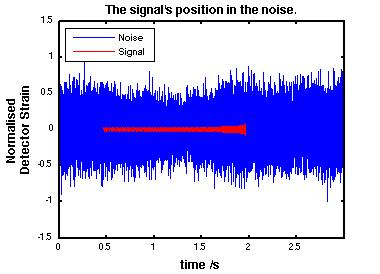 The signal's position in the noise.
Normalised
Detector Strain
1.5
1
0.5
0
-0.5
-1
-1.5
Noise
Signal
0
0.5
1
1.5
2
2.5
time /s